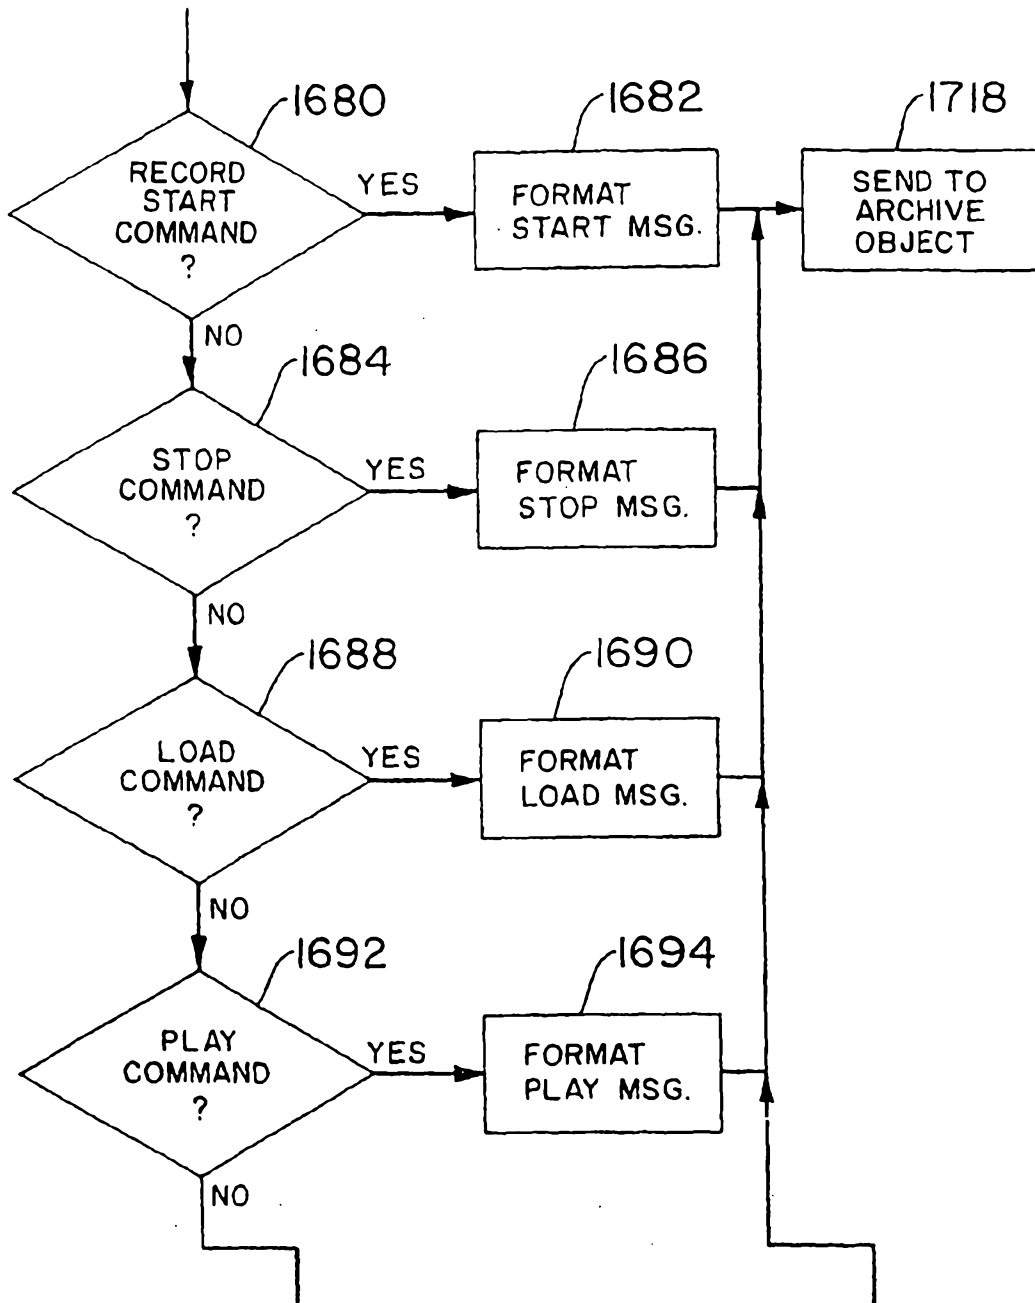 1680
1682
1718
RECORD
START
COMMAND
?
YES
FORMAT
START MSG.
SEND TO
ARCHIVE
OBJECT
NO
1684
1686
STOP
COMMAND
?
YES
FORMAT
STOP MSG.
NO
1688
1690
LOAD
COMMAND
?
YES
FORMAT
LOAD MSG.
NO
1692
1694
PLAY
COMMAND
?
YES
FORMAT
PLAY MSG.
NO